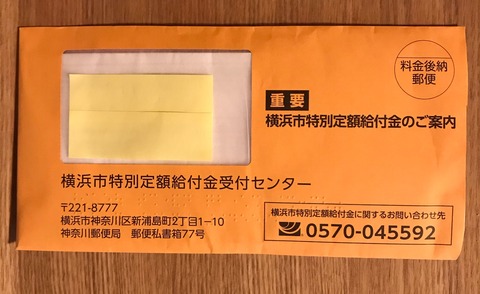 料金後納
郵便
重要
横浜市特別定額給付金のご案内
横浜市特別定額給付金受付センター
〒221-8777
横浜市神奈川区新浦島町2丁目1-10
神奈川郵便局 郵便私書箱77号
横浜市特別定額給付金に関するお問い合わせ先
0570-045592